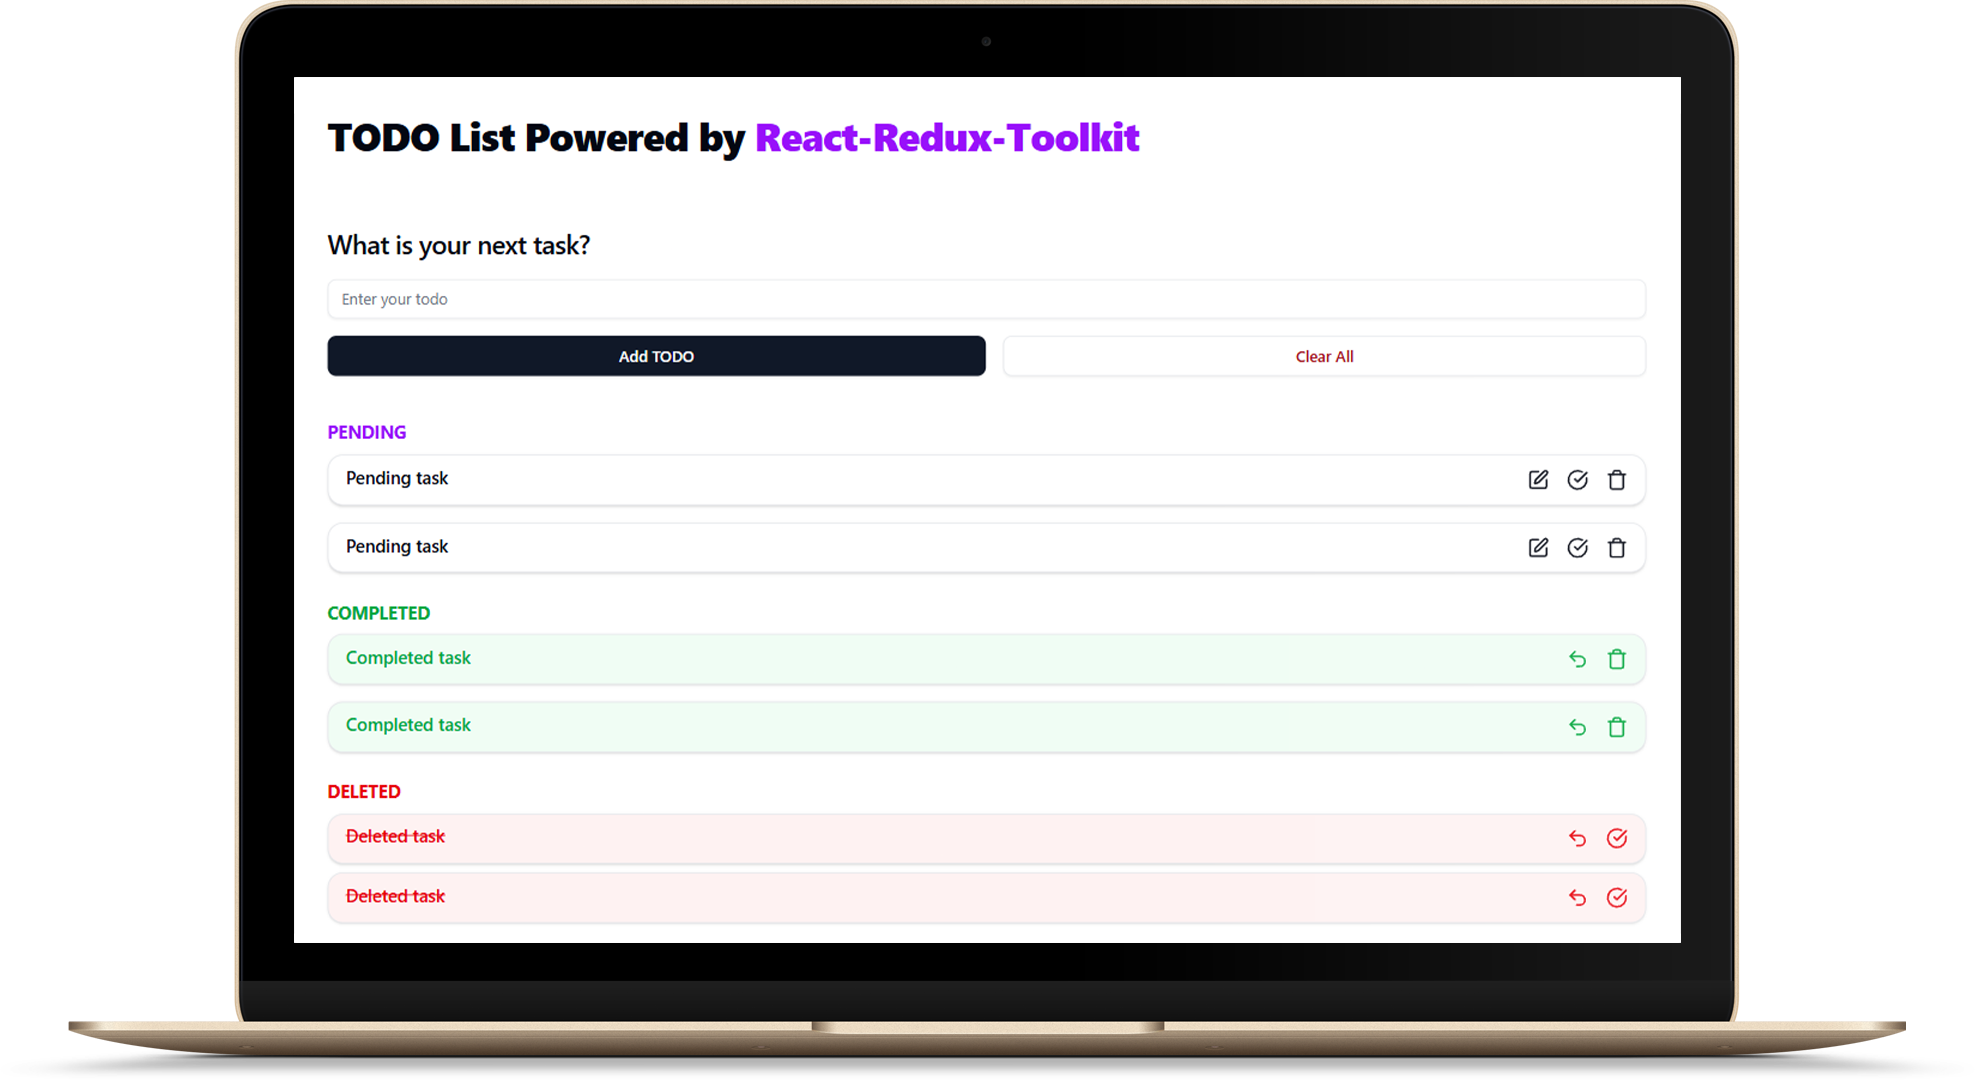 TODO List Powered by React-Redux-Toolkit
What is your next task?
Enter your todo
Add TODO
Clear All
PENDING
Pending task
Pending task
COMPLETED
Completed task
Completed task
DELETED
Deleted task
Deleted task